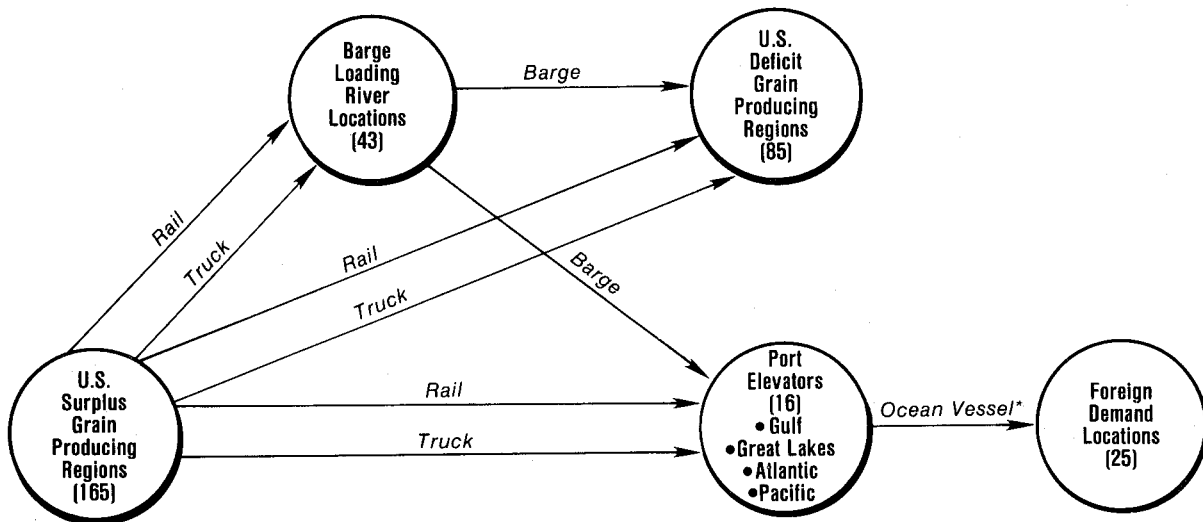 Barge
Loading
River
Locations
(43)
Barge
U.S.
Deficit
Grain
Producing
Regions
(85)
Rail
Truck
Rail
Truck
Barge
U.S.
Surplus
Grain
Producing
Regions
(165)
Rail
Truck
Port
Elevators
(16)
•Gulf
•Great Lakes
•Atlantic
•Pacific
Ocean Vessel*
Foreign
Demand
Locations
(25)